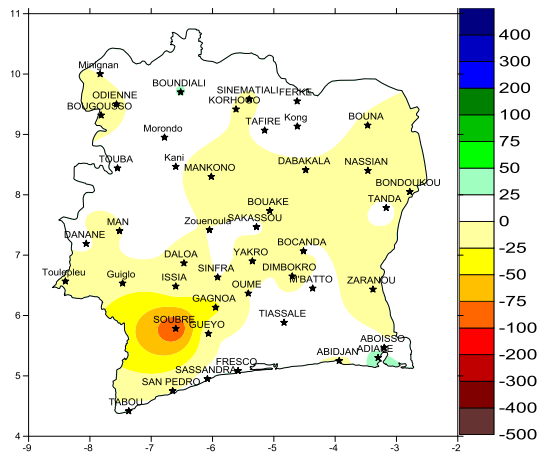 11
10
9
8
7
6
5
4
-9
-8
-7
-6
-5
-4
-3
-2
Minignan
BOUNDIALI
ODIENNE
SINEMATIALI
FERKE
BOUGOUSSO
KORHOGO
TAFIRE
Kong
BOUNA
Morondo
TOUBA
Kani
MANKONO
DABAKALA
NASSIAN
BONDOUKOU
TANDA
BOUAKE
MAN
Zouenoula
SAKASSOU
DANANE
BOCANDA
DALOA
YAKRO
Toulepleu
Guiglo
ISSIA
SINFRA
DIMBOKRO
M'BATTO
ZARANOU
OUME
GAGNOA
SOUBRE
GUEYO
TIASSALE
ABOISSO
ADIAKE
ABIDJAN
FRESCO
SASSANDRA
SAN PEDRO
TABOU
400
300
200
100
75
50
25
0
-25
-50
-75
-100
-200
-300
-400
-500